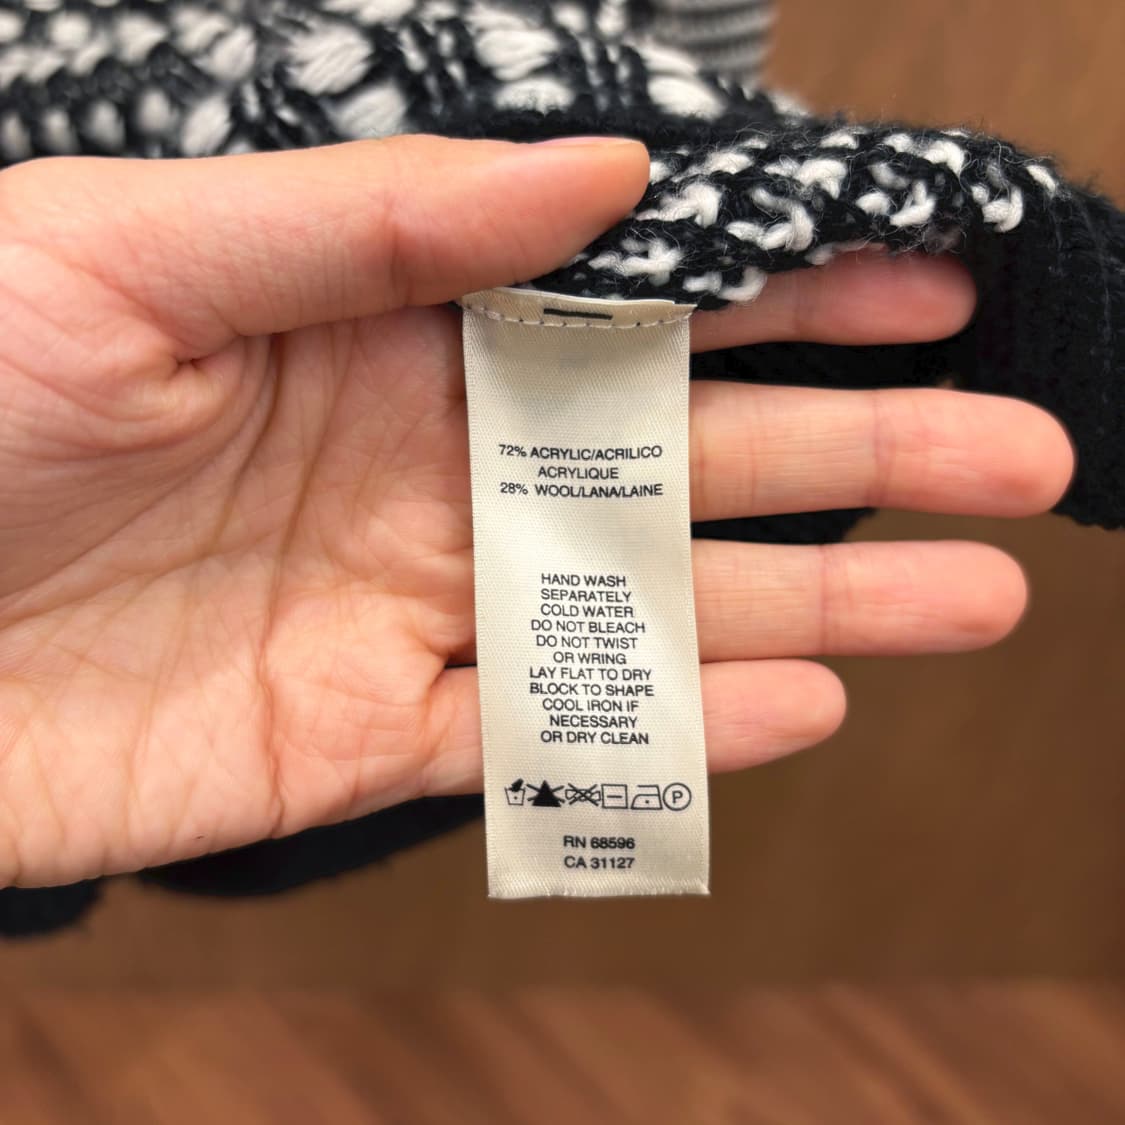 72% ACRYLIC/ACRILICO
ACRYLIQUE
28% WOOL/LANA/LAINE
HAND WASH
SEPARATELY
COLD WATER
DO NOT BLEACH
DO NOT TWIST
OR WRING
LAY FLAT TO DRY
BLOCK TO SHAPE
COOL IRON IF
NECESSARY
OR DRY CLEAN
P
RN 68596
CA 31127